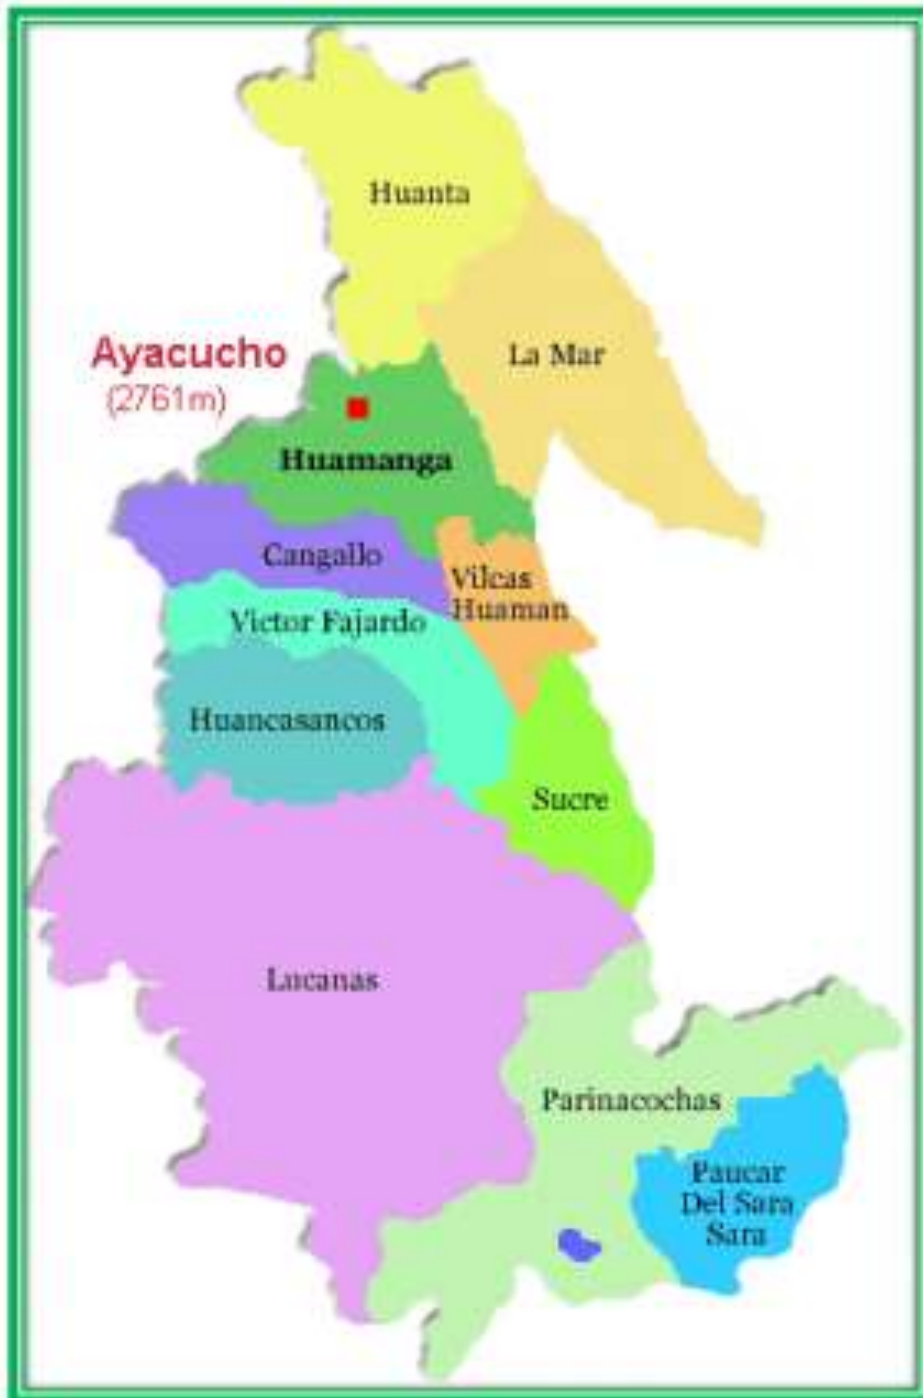 Huanta
La Mar
Ayacucho
(2761m)
Huamanga
Cangallo
Vilcas
Huaman
Victor Fajardo
Huancasancos
Sucre
Lucanas
Parinacochas
Paucar
Del Sara
Sara